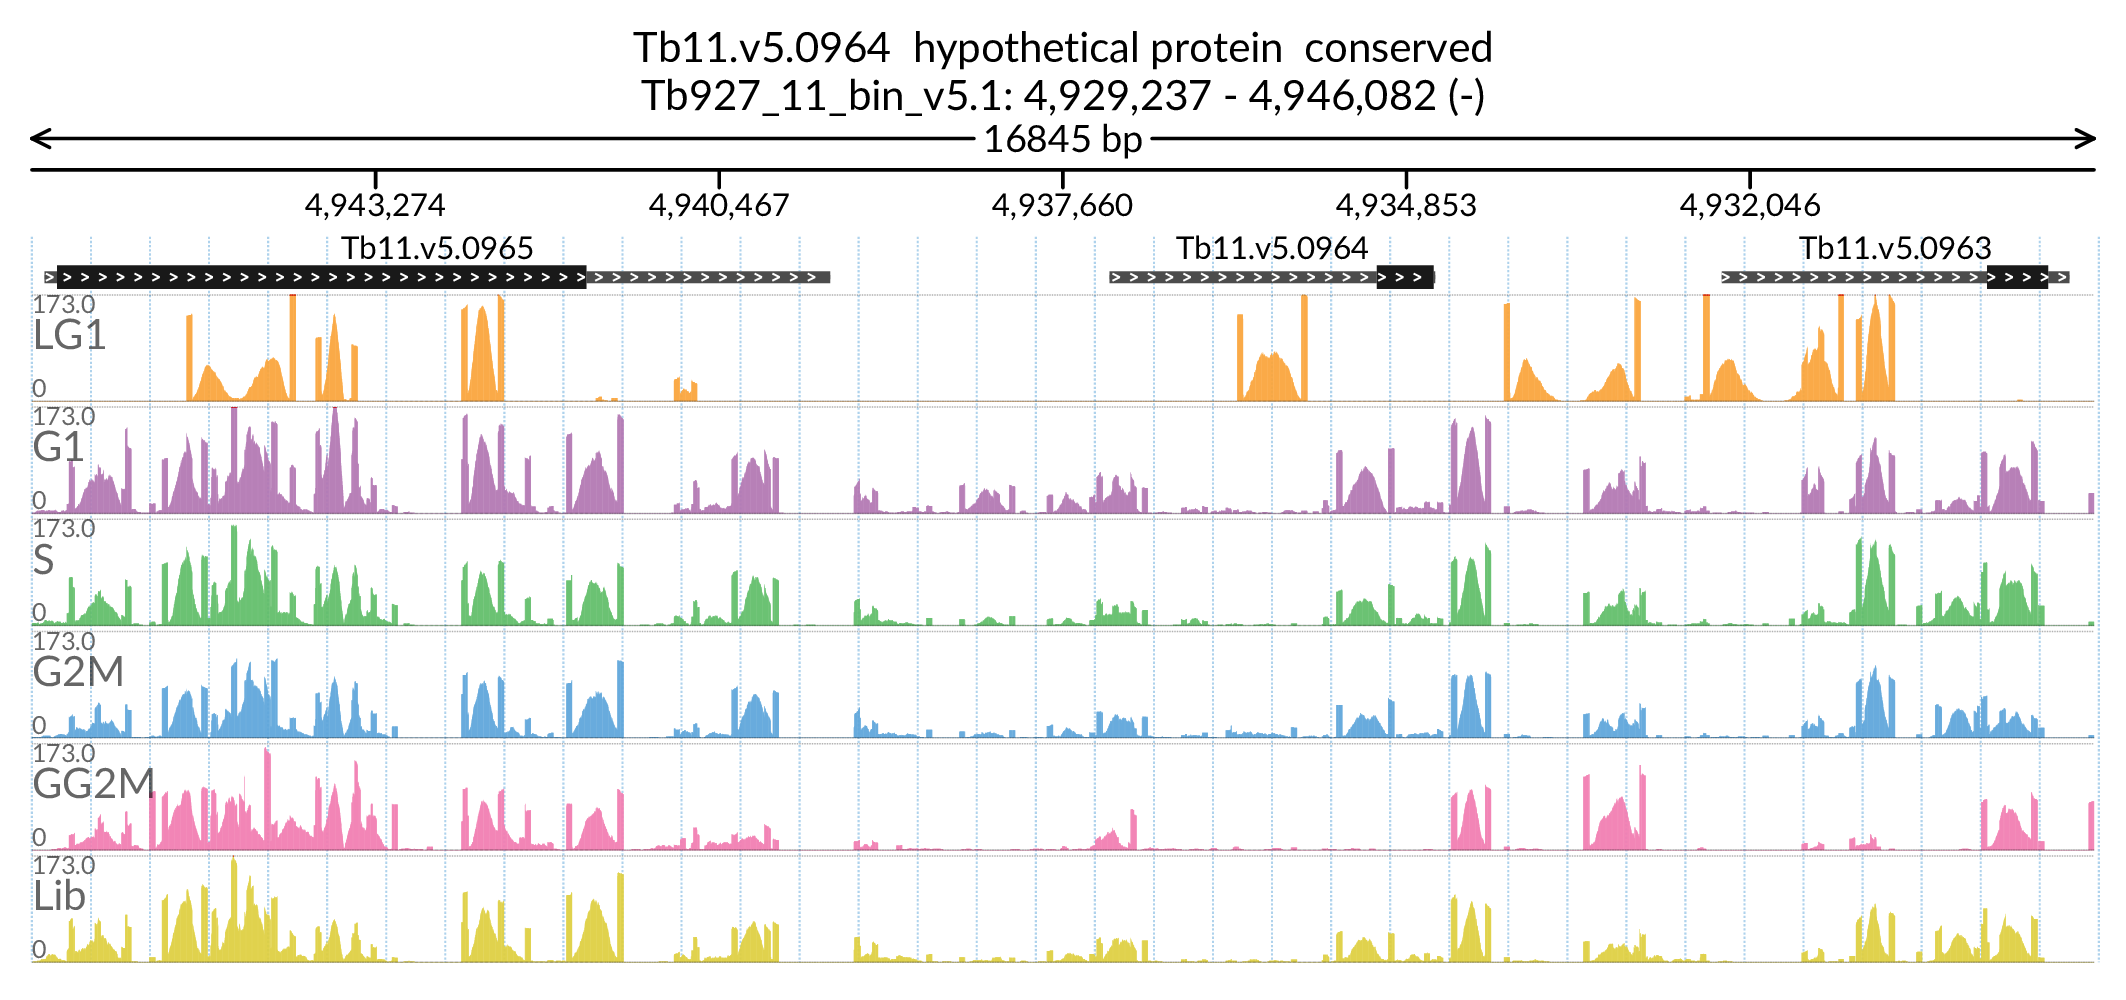 Tb11.v5.0964 hypothetical protein conserved
Tb927_11_bin_v5.1: 4,929,237 - 4,946,082 (-)
16845 bp
4,943,274 4,940,467 4,937,660 4,934,853 4,932,046
Tb11.v5.0965 Tb11.v5.0964 Tb11.v5.0963
173.0
LG1
0
173.0
G1
0
173.0
S
0
173.0
G2M
0
173.0
GG2M
0
173.0
Lib
0